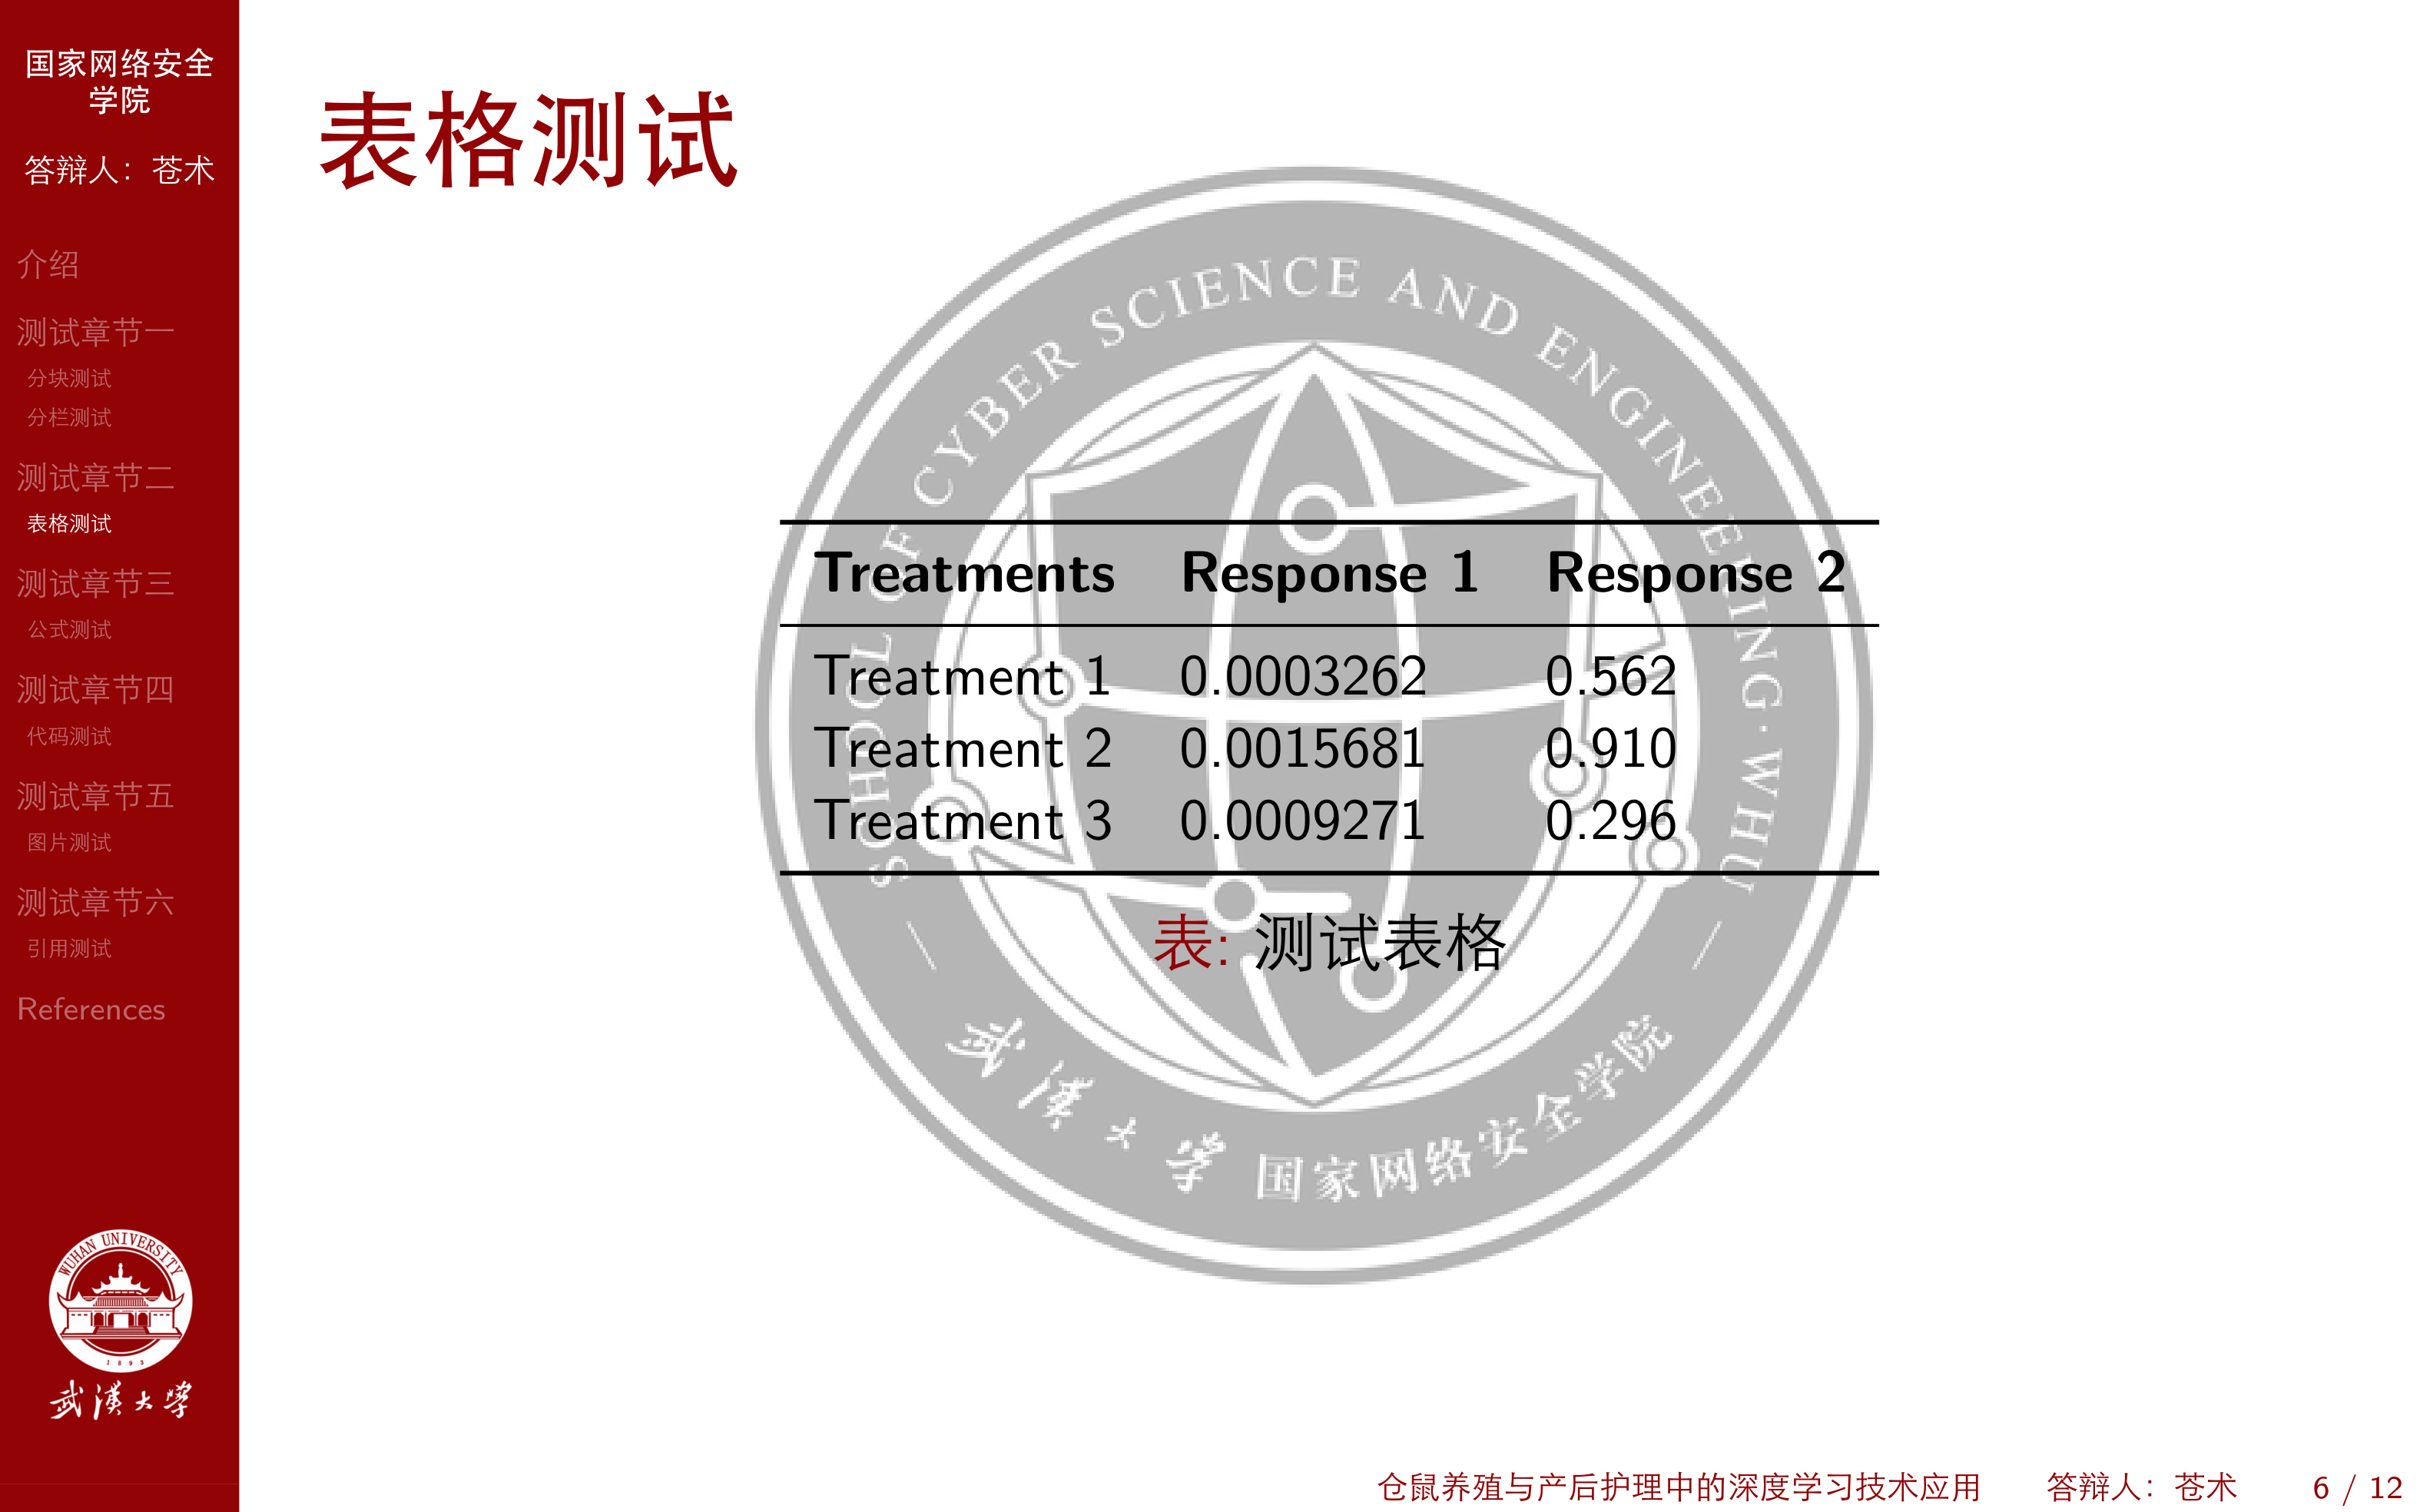 国家网络安全
学院
答辩人：苍术
介绍
测试章节一
分块测试
分栏测试
测试章节二
表格测试
测试章节三
公式测试
测试章节四
代码测试
测试章节五
图片测试
测试章节六
引用测试
References
WUHAN UNIVERSITY
1893
武漢大學
表格测试
SCHOOL OF CYBER SCIENCE AND ENGINEERING·WHU
武漢大學 国家网络安全学院
Treatments Response 1 Response 2
Treatment 1 0.0003262 0.562
Treatment 2 0.0015681 0.910
Treatment 3 0.0009271 0.296
表: 测试表格
仓鼠养殖与产后护理中的深度学习技术应用 答辩人：苍术 6 / 12